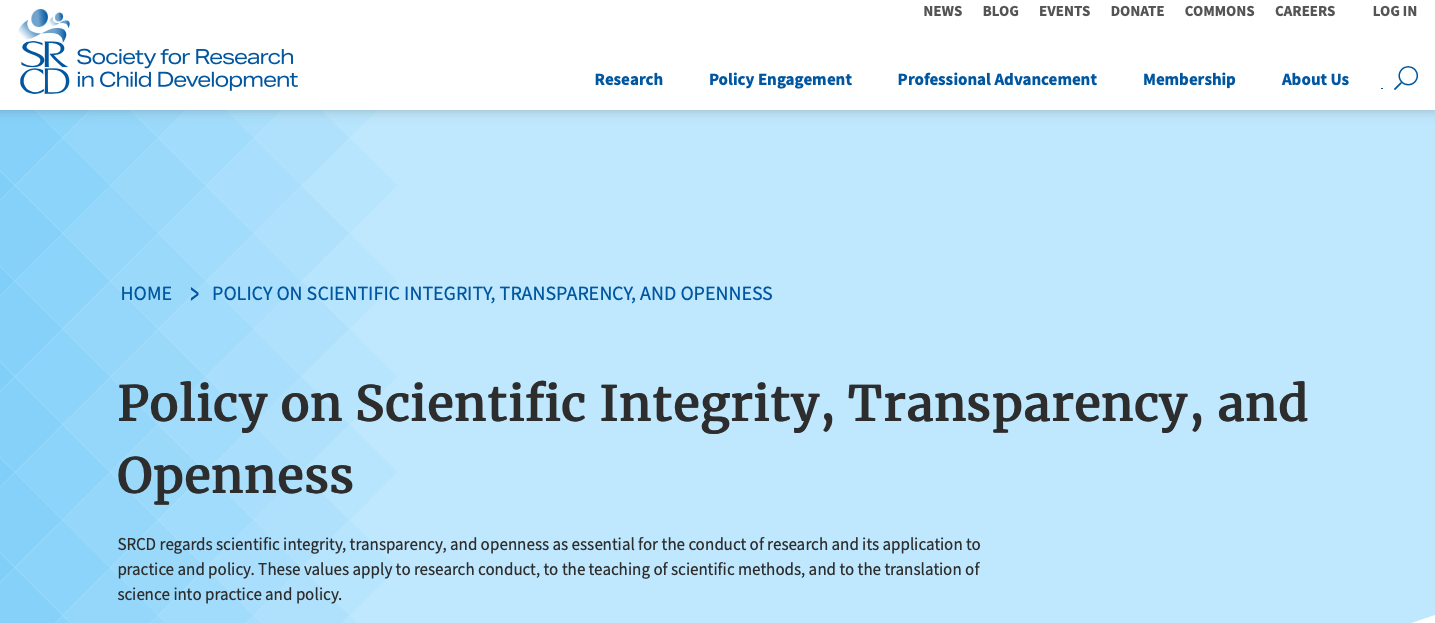 NEWS BLOG EVENTS DONATE COMMONS CAREERS LOG IN
SRCD
Society for Research
in Child Development
Research Policy Engagement Professional Advancement Membership About Us
HOME > POLICY ON SCIENTIFIC INTEGRITY, TRANSPARENCY, AND OPENNESS
Policy on Scientific Integrity, Transparency, and
Openness
SRCD regards scientific integrity, transparency, and openness as essential for the conduct of research and its application to
practice and policy. These values apply to research conduct, to the teaching of scientific methods, and to the translation of
science into practice and policy.